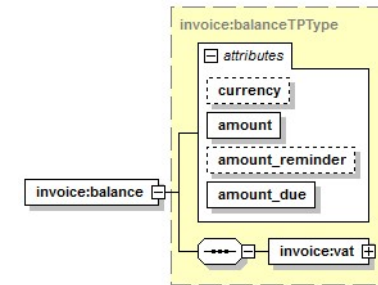 invoice:balanceTPType
attributes
currency
amount
amount_reminder
amount_due
invoice:balance
invoice:vat